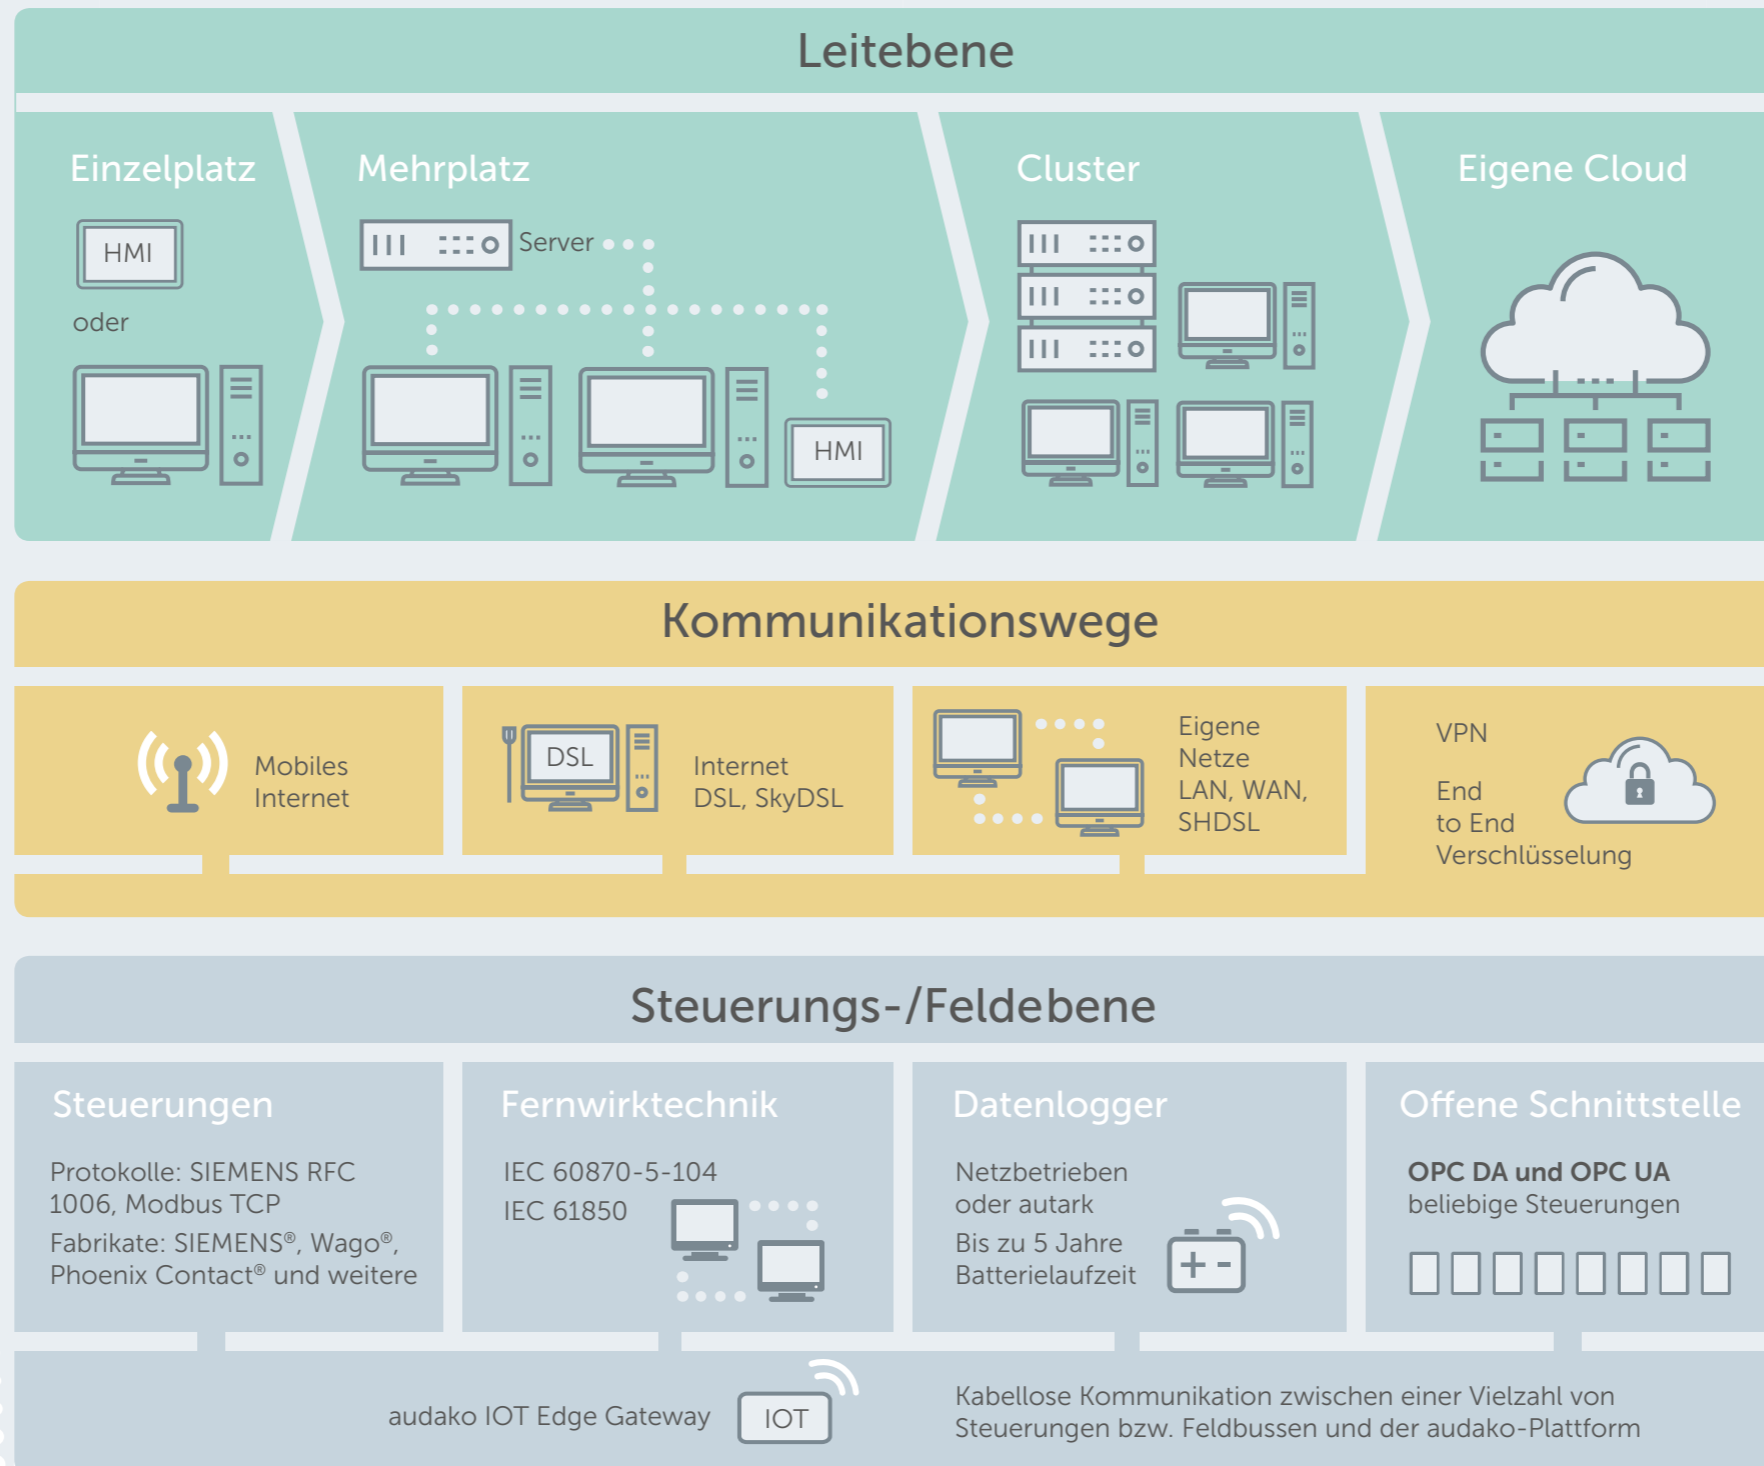 Leitebene
Einzelplatz
HMI
oder
Mehrplatz
Server
HMI
Cluster
Eigene Cloud
Kommunikationswege
Mobiles
Internet
DSL
Internet
DSL, SkyDSL
Eigene
Netze
LAN, WAN,
SHDSL
VPN
End
to End
Verschlüsselung
Steuerungs-/Feldebene
Steuerungen
Protokolle: SIEMENS RFC
1006, Modbus TCP
Fabrikate: SIEMENS®, Wago®,
Phoenix Contact® und weitere
Fernwirktechnik
IEC 60870-5-104
IEC 61850
Datenlogger
Netzbetrieben
oder autark
Bis zu 5 Jahre
Batterielaufzeit
Offene Schnittstelle
OPC DA und OPC UA
beliebige Steuerungen
audako IOT Edge Gateway
IOT
Kabellose Kommunikation zwischen einer Vielzahl von
Steuerungen bzw. Feldbussen und der audako-Plattform